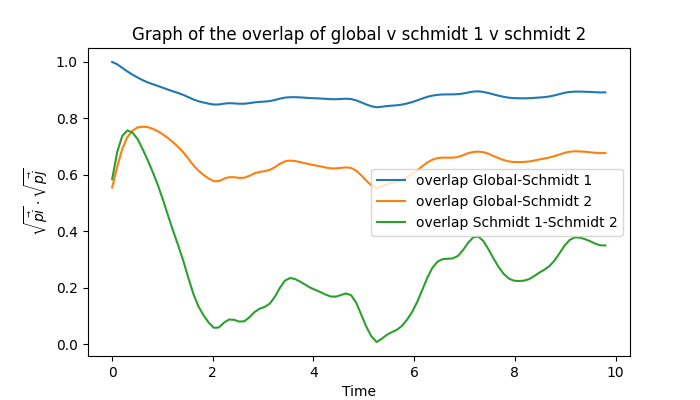 Graph of the overlap of global v schmidt 1 v schmidt 2
1.0
0.8
0.6
0.4
0.2
0.0
√p⃗i · √p⃗j
overlap Global-Schmidt 1
overlap Global-Schmidt 2
overlap Schmidt 1-Schmidt 2
0 2 4 6 8 10
Time